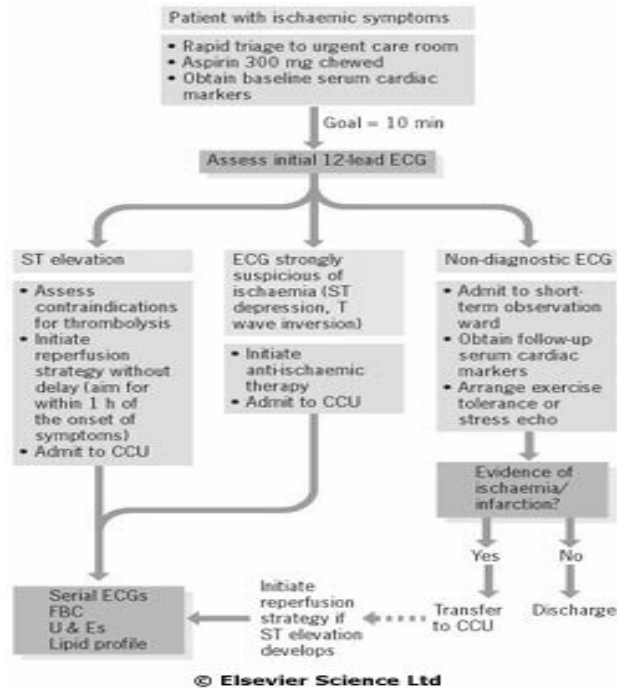 Patient with ischaemic symptoms
• Rapid triage to urgent care room
• Aspirin 300 mg chewed
• Obtain baseline serum cardiac
markers
Goal = 10 min
Assess initial 12-lead ECG
ST elevation
• Assess
contraindications
for thrombolysis
• Initiate
reperfusion
strategy without
delay (aim for
within 1 h of
the onset of
symptoms)
• Admit to CCU
ECG strongly
suspicious of
ischaemia (ST
depression, T
wave inversion)
• Initiate
anti-ischaemic
therapy
• Admit to CCU
Non-diagnostic ECG
• Admit to short-
term observation
ward
• Obtain follow-up
serum cardiac
markers
• Arrange exercise
tolerance or
stress echo
Evidence of
ischaemia/
infarction?
Yes
No
Serial ECGs
FBC
U & Es
Lipid profile
Initiate
reperfusion
strategy if
ST elevation
develops
Transfer
to CCU
Discharge
© Elsevier Science Ltd